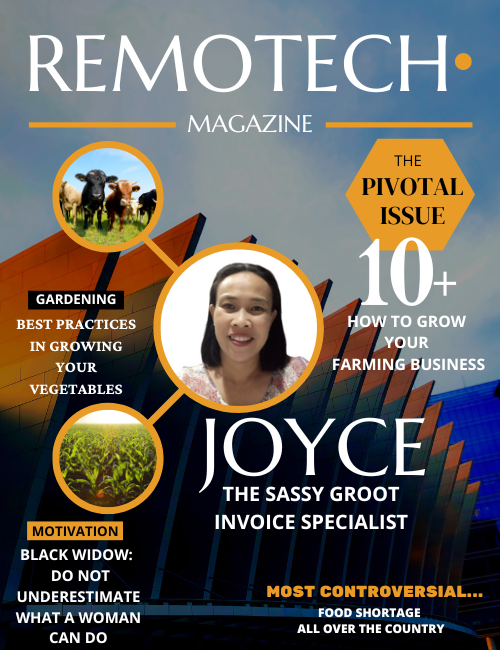 REMOTECH
MAGAZINE
THE
PIVOTAL
ISSUE
10+
HOW TO GROW
YOUR
FARMING BUSINESS
GARDENING
BEST PRACTICES
IN GROWING
YOUR
VEGETABLES
JOYCE
THE SASSY GROOT
INVOICE SPECIALIST
MOTIVATION
BLACK WIDOW:
DO NOT
UNDERESTIMATE
WHAT A WOMAN
CAN DO
MOST CONTROVERSIAL...
FOOD SHORTAGE
ALL OVER THE COUNTRY